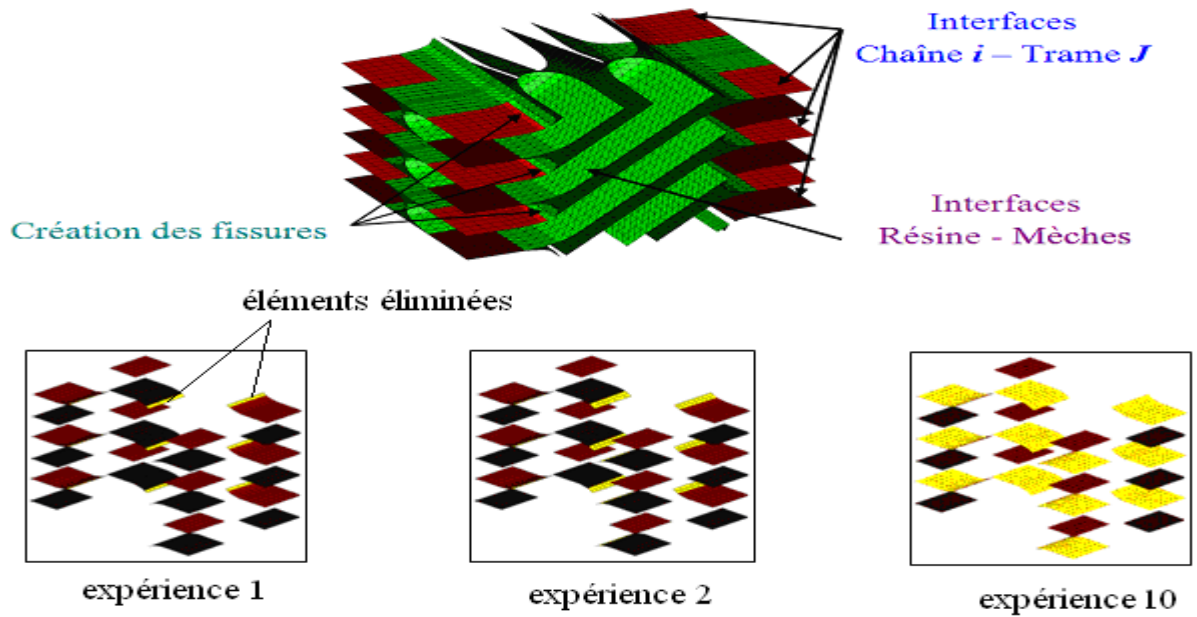 Interfaces
Chaîne i – Trame J
Création des fissures
Interfaces
Résine - Mèches
éléments éliminées
expérience 1
expérience 2
expérience 10